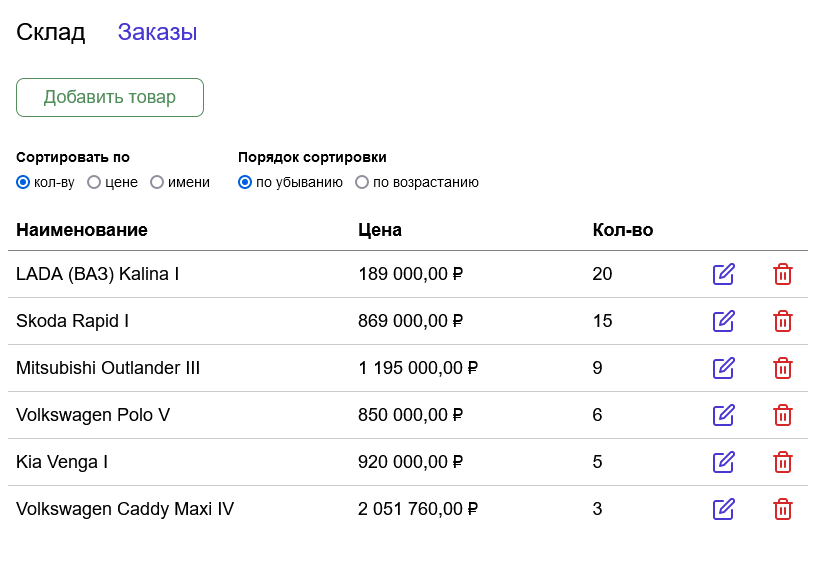 Склад Заказы
Добавить товар
Сортировать по Порядок сортировки
кол-ву цене имени по убыванию по возрастанию
Наименование Цена Кол-во
LADA (ВАЗ) Kalina I 189 000,00 ₽ 20
Skoda Rapid I 869 000,00 ₽ 15
Mitsubishi Outlander III 1 195 000,00 ₽ 9
Volkswagen Polo V 850 000,00 ₽ 6
Kia Venga I 920 000,00 ₽ 5
Volkswagen Caddy Maxi IV 2 051 760,00 ₽ 3